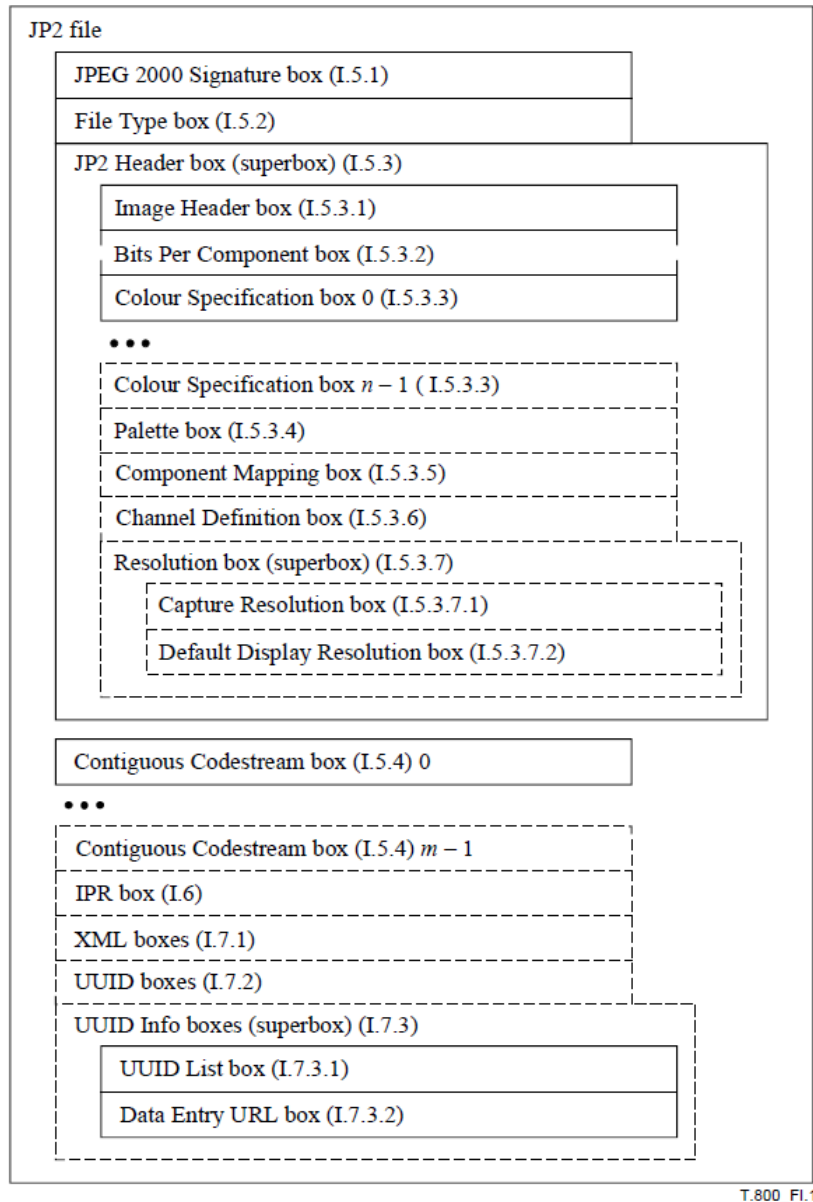 JP2 file
JPEG 2000 Signature box (I.5.1)
File Type box (I.5.2)
JP2 Header box (superbox) (I.5.3)
Image Header box (I.5.3.1)
Bits Per Component box (I.5.3.2)
Colour Specification box 0 (I.5.3.3)
•••
Colour Specification box n – 1 ( I.5.3.3)
Palette box (I.5.3.4)
Component Mapping box (I.5.3.5)
Channel Definition box (I.5.3.6)
Resolution box (superbox) (I.5.3.7)
Capture Resolution box (I.5.3.7.1)
Default Display Resolution box (I.5.3.7.2)
Contiguous Codestream box (I.5.4) 0
•••
Contiguous Codestream box (I.5.4) m – 1
IPR box (I.6)
XML boxes (I.7.1)
UUID boxes (I.7.2)
UUID Info boxes (superbox) (I.7.3)
UUID List box (I.7.3.1)
Data Entry URL box (I.7.3.2)
T.800_FI.1